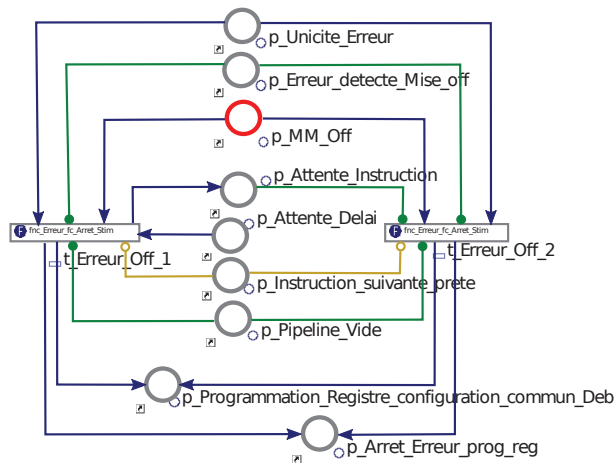 p_Unicite_Erreur
p_Erreur_detecte_Mise_off
p_MM_Off
p_Attente_Instruction
p_Attente_Delai
F fnc_Erreur_fc_Arret_Stim
F fnc_Erreur_fc_Arret_Stim
t_Erreur_Off_1
t_Erreur_Off_2
p_Instruction_suivante_prete
p_Pipeline_Vide
p_Programmation_Registre_configuration_commun_Deb
p_Arret_Erreur_prog_reg